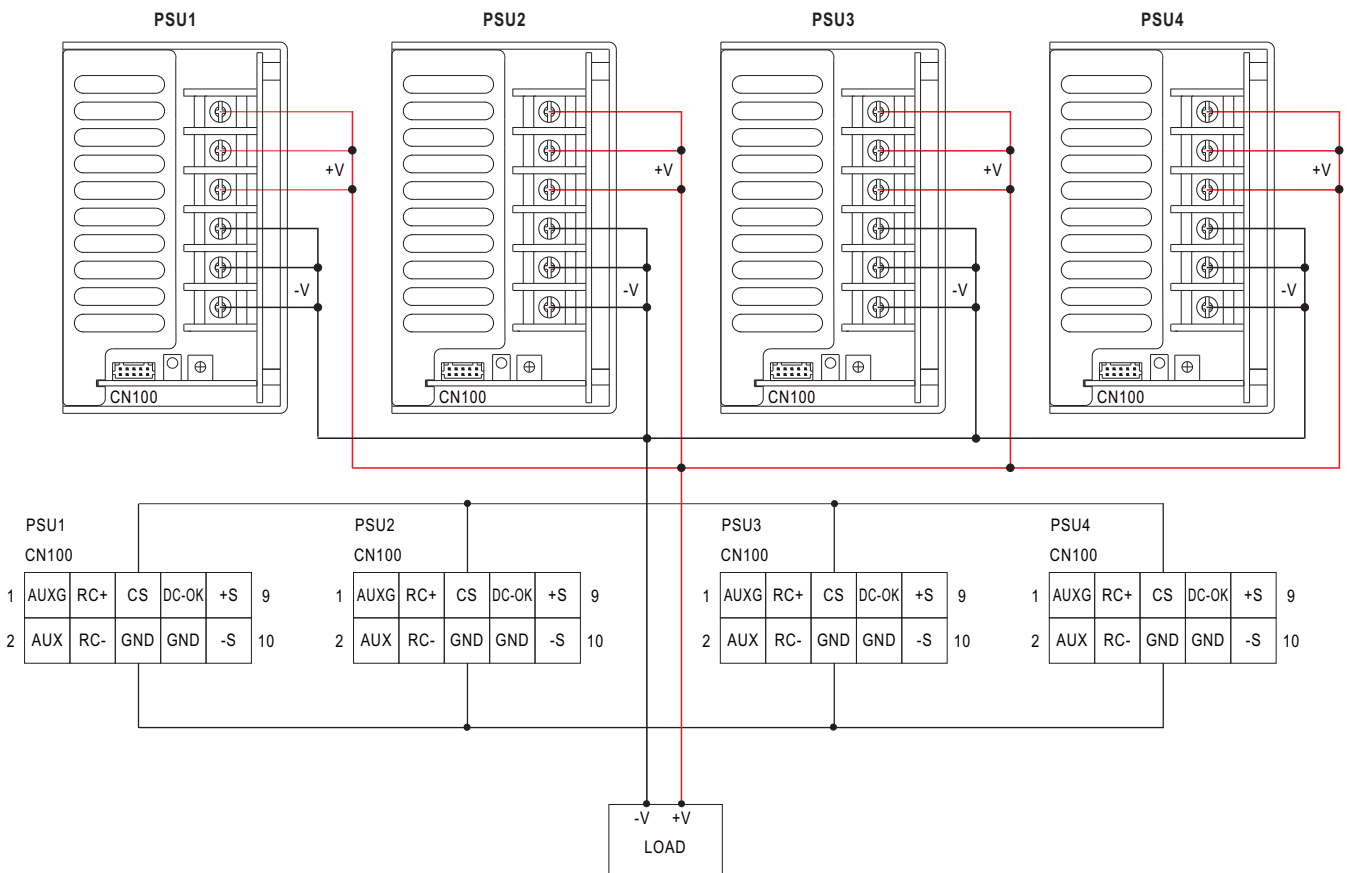 PSU1 PSU2 PSU3 PSU4
+V +V +V +V
-V -V -V -V
CN100 CN100 CN100 CN100
PSU1 PSU2 PSU3 PSU4
CN100 CN100 CN100 CN100
1 AUXG RC+ CS DC-OK +S 9 1 AUXG RC+ CS DC-OK +S 9 1 AUXG RC+ CS DC-OK +S 9 1 AUXG RC+ CS DC-OK +S 9
2 AUX RC- GND GND -S 10 2 AUX RC- GND GND -S 10 2 AUX RC- GND GND -S 10 2 AUX RC- GND GND -S 10
-V +V
LOAD